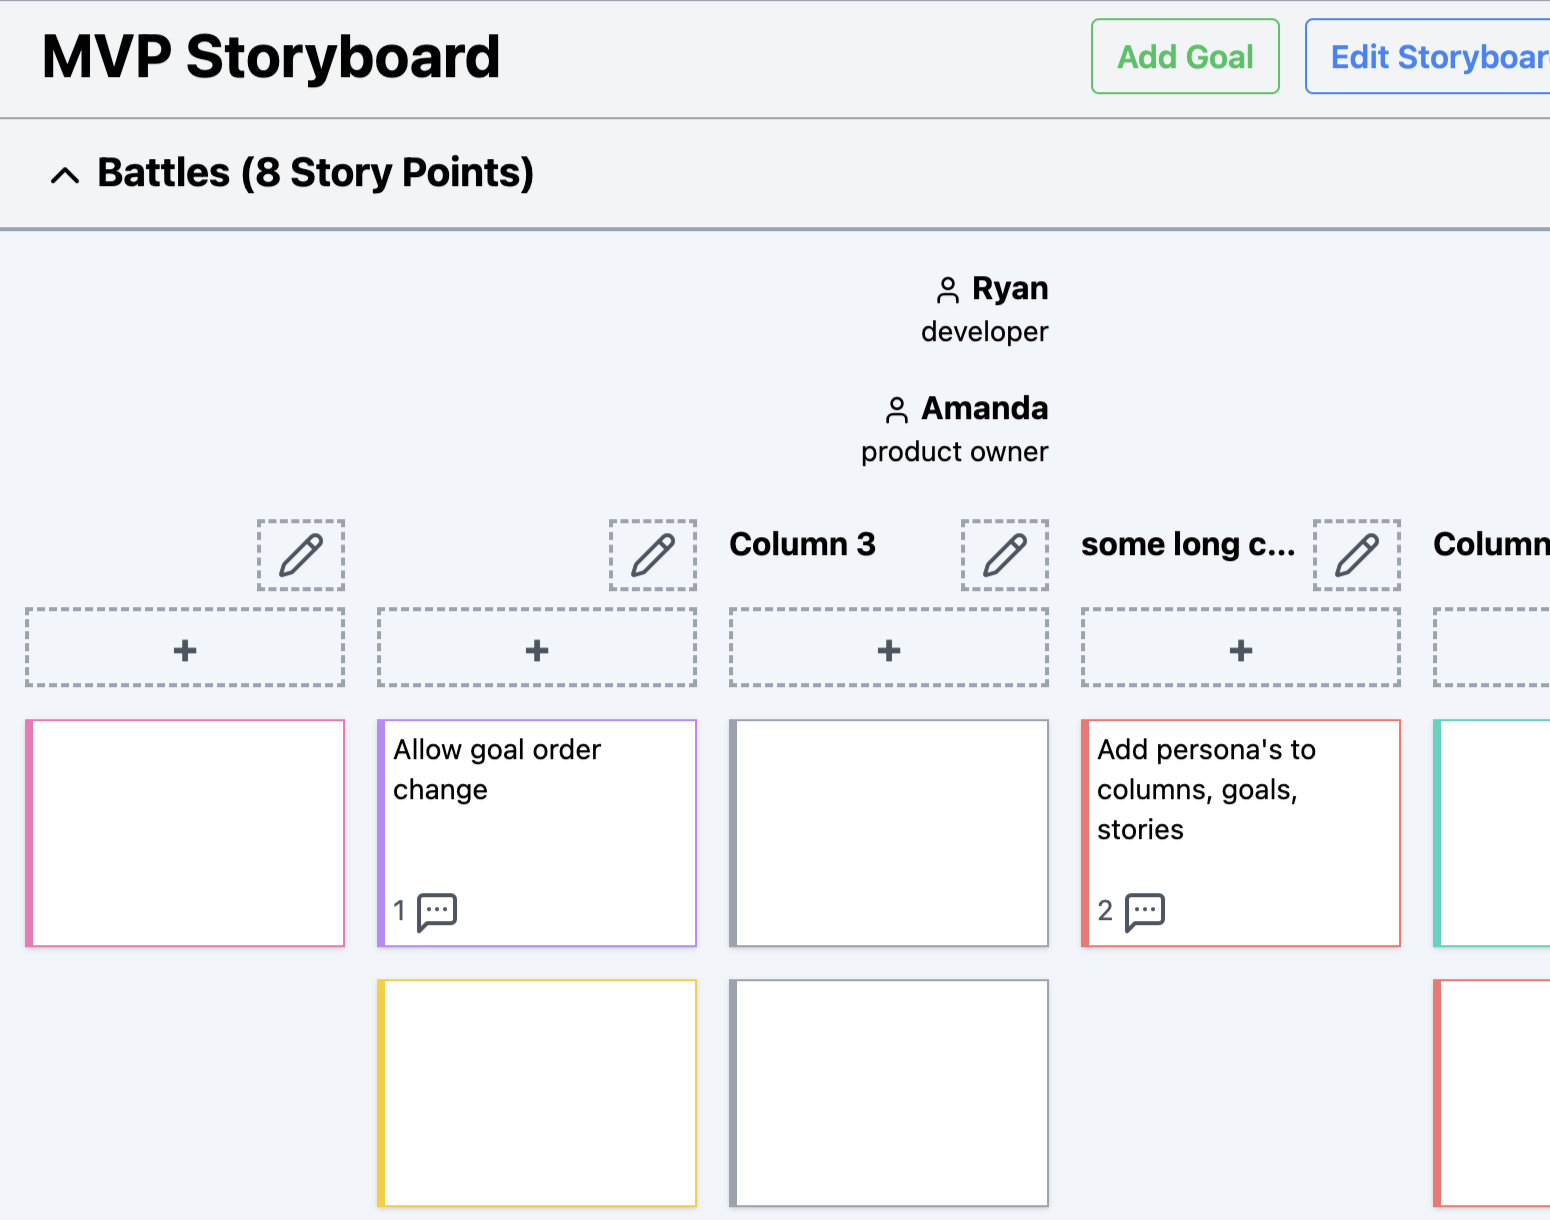 MVP Storyboard
Add Goal
Edit Storyboar
Battles (8 Story Points)
Ryan
developer
Amanda
product owner
Column 3
some long c...
Column
+
+
+
+
Allow goal order
change
1
Add persona's to
columns, goals,
stories
2